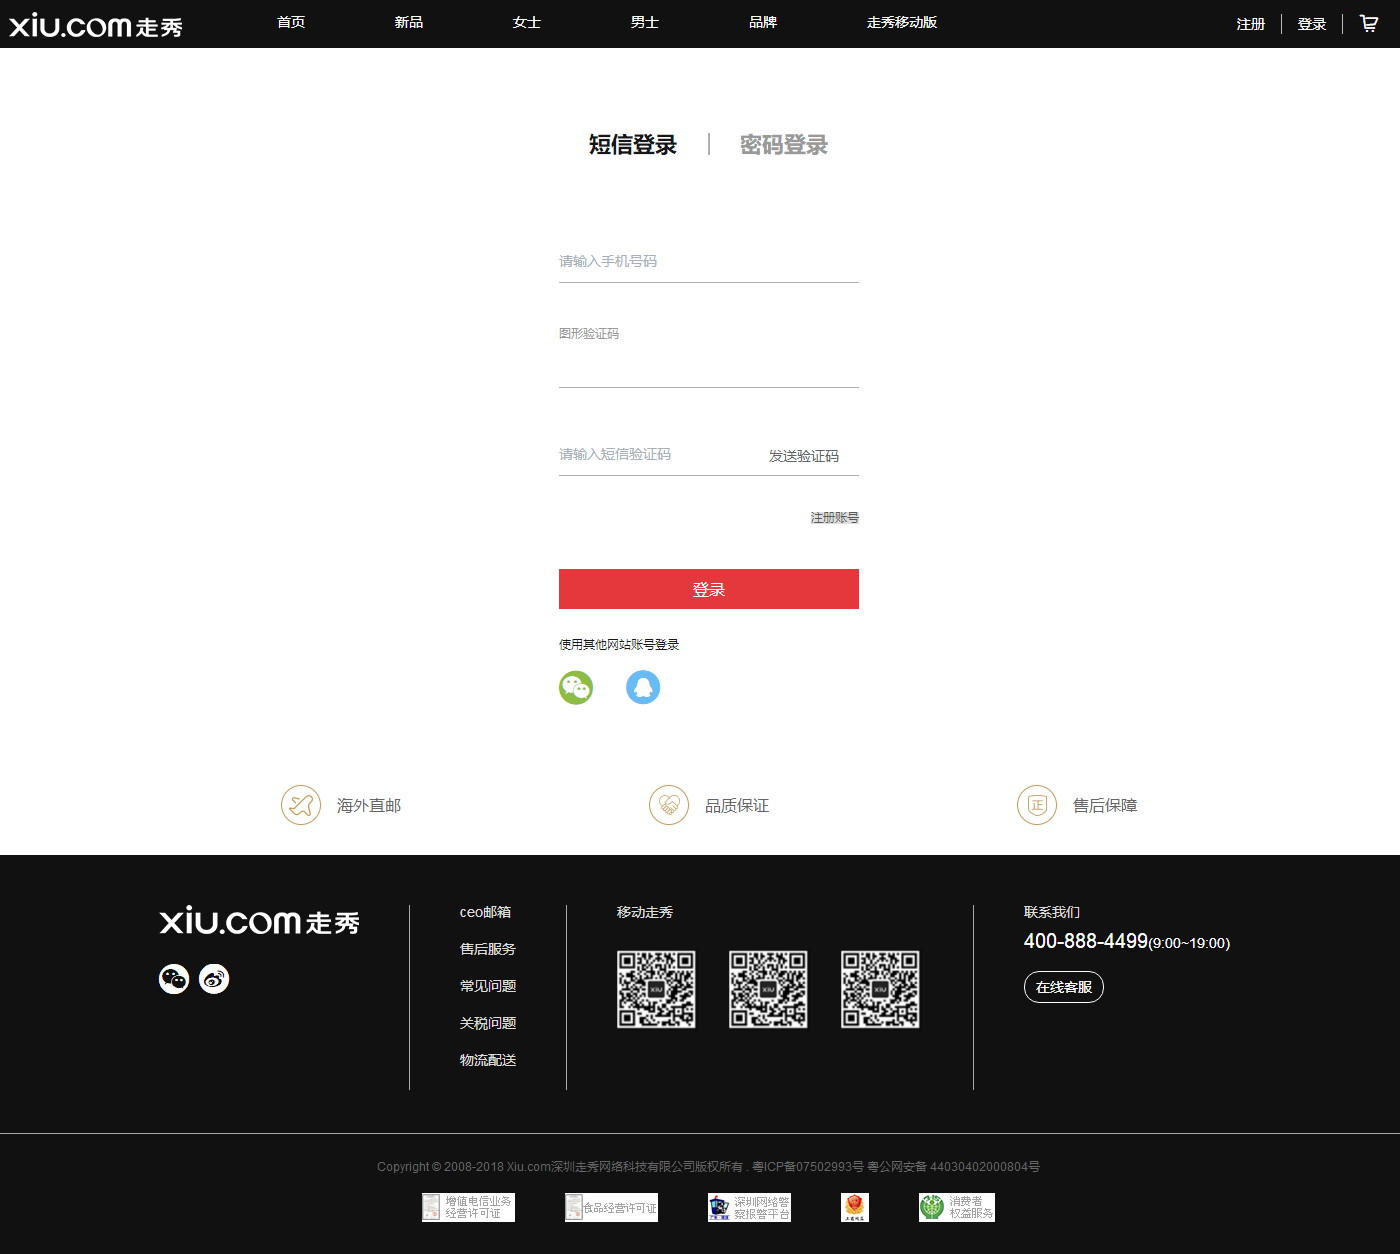 xiu.com走秀
首页
新品
女士
男士
品牌
走秀移动版
注册
登录
短信登录
密码登录
请输入手机号码
图形验证码
请输入短信验证码
发送验证码
注册账号
登录
使用其他网站账号登录
海外直邮
品质保证
正
售后保障
xiu.com走秀
ceo邮箱
售后服务
常见问题
关税问题
物流配送
移动走秀
XIU
XIU
XIU
联系我们
400-888-4499(9:00~19:00)
在线客服
Copyright © 2008-2018 Xiu.com深圳走秀网络科技有限公司版权所有 . 粤ICP备07502993号 粤公网安备 44030402000804号
增值电信业务
经营许可证
食品经营许可证
深圳网络警
察报警平台
消费者
权益服务